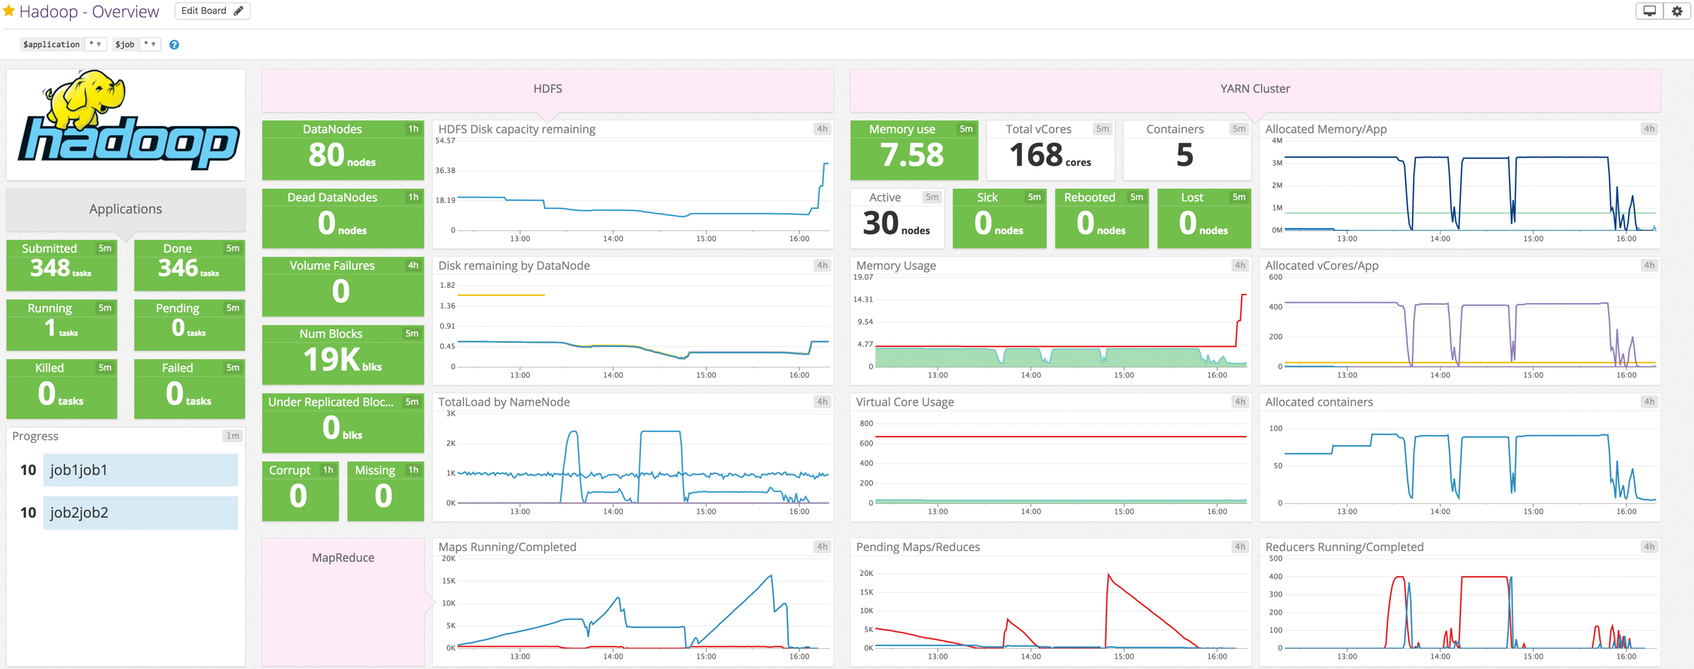 Hadoop - Overview
Edit Board
$application * $job *
?
hadoop
Applications
Submitted 5m
348 tasks
Done 5m
346 tasks
Running 5m
1 tasks
Pending 5m
0 tasks
Killed 5m
0 tasks
Failed 5m
0 tasks
Progress 1m
10 job1job1
10 job2job2
HDFS
DataNodes 1h
80 nodes
Dead DataNodes 1h
0 nodes
Volume Failures 4h
0
Num Blocks 5m
19K blks
Under Replicated Bloc... 5m
0 blks
Corrupt 1h
0
Missing 1h
0
HDFS Disk capacity remaining 4h
54.57
36.38
18.19
0
13:00 14:00 15:00 16:00
Disk remaining by DataNode 4h
1.82
1.36
0.91
0.45
0
13:00 14:00 15:00 16:00
TotalLoad by NameNode 4h
3K
2K
1K
0K
13:00 14:00 15:00 16:00
MapReduce
Maps Running/Completed 4h
20K
15K
10K
5K
0K
13:00 14:00 15:00 16:00
YARN Cluster
Memory use 5m
7.58
Total vCores 5m
168 cores
Containers 5m
5
Active 5m
30 nodes
Sick 5m
0 nodes
Rebooted 5m
0 nodes
Lost 5m
0 nodes
Memory Usage 4h
19.07
14.31
9.54
4.77
0
13:00 14:00 15:00 16:00
Virtual Core Usage 4h
800
600
400
200
0
13:00 14:00 15:00 16:00
Pending Maps/Reduces 4h
20K
15K
10K
5K
0K
13:00 14:00 15:00 16:00
Allocated Memory/App 4h
4M
3M
2M
1M
0M
13:00 14:00 15:00 16:00
Allocated vCores/App 4h
600
400
200
0
13:00 14:00 15:00 16:00
Allocated containers 4h
100
50
0
13:00 14:00 15:00 16:00
Reducers Running/Completed 4h
500
400
300
200
100
0
13:00 14:00 15:00 16:00